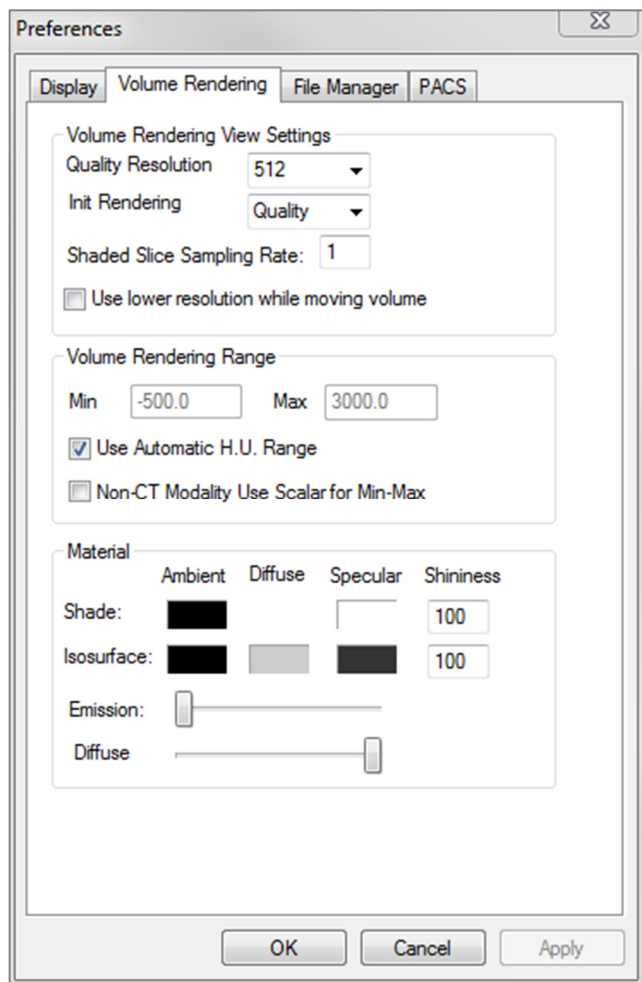 Preferences
Display Volume Rendering File Manager PACS
Volume Rendering View Settings
Quality Resolution 512
Init Rendering Quality
Shaded Slice Sampling Rate: 1
Use lower resolution while moving volume
Volume Rendering Range
Min -500.0 Max 3000.0
Use Automatic H.U. Range
Non-CT Modality Use Scalar for Min-Max
Material
Ambient Diffuse Specular Shininess
Shade: 100
Isosurface: 100
Emission:
Diffuse
OK Cancel Apply